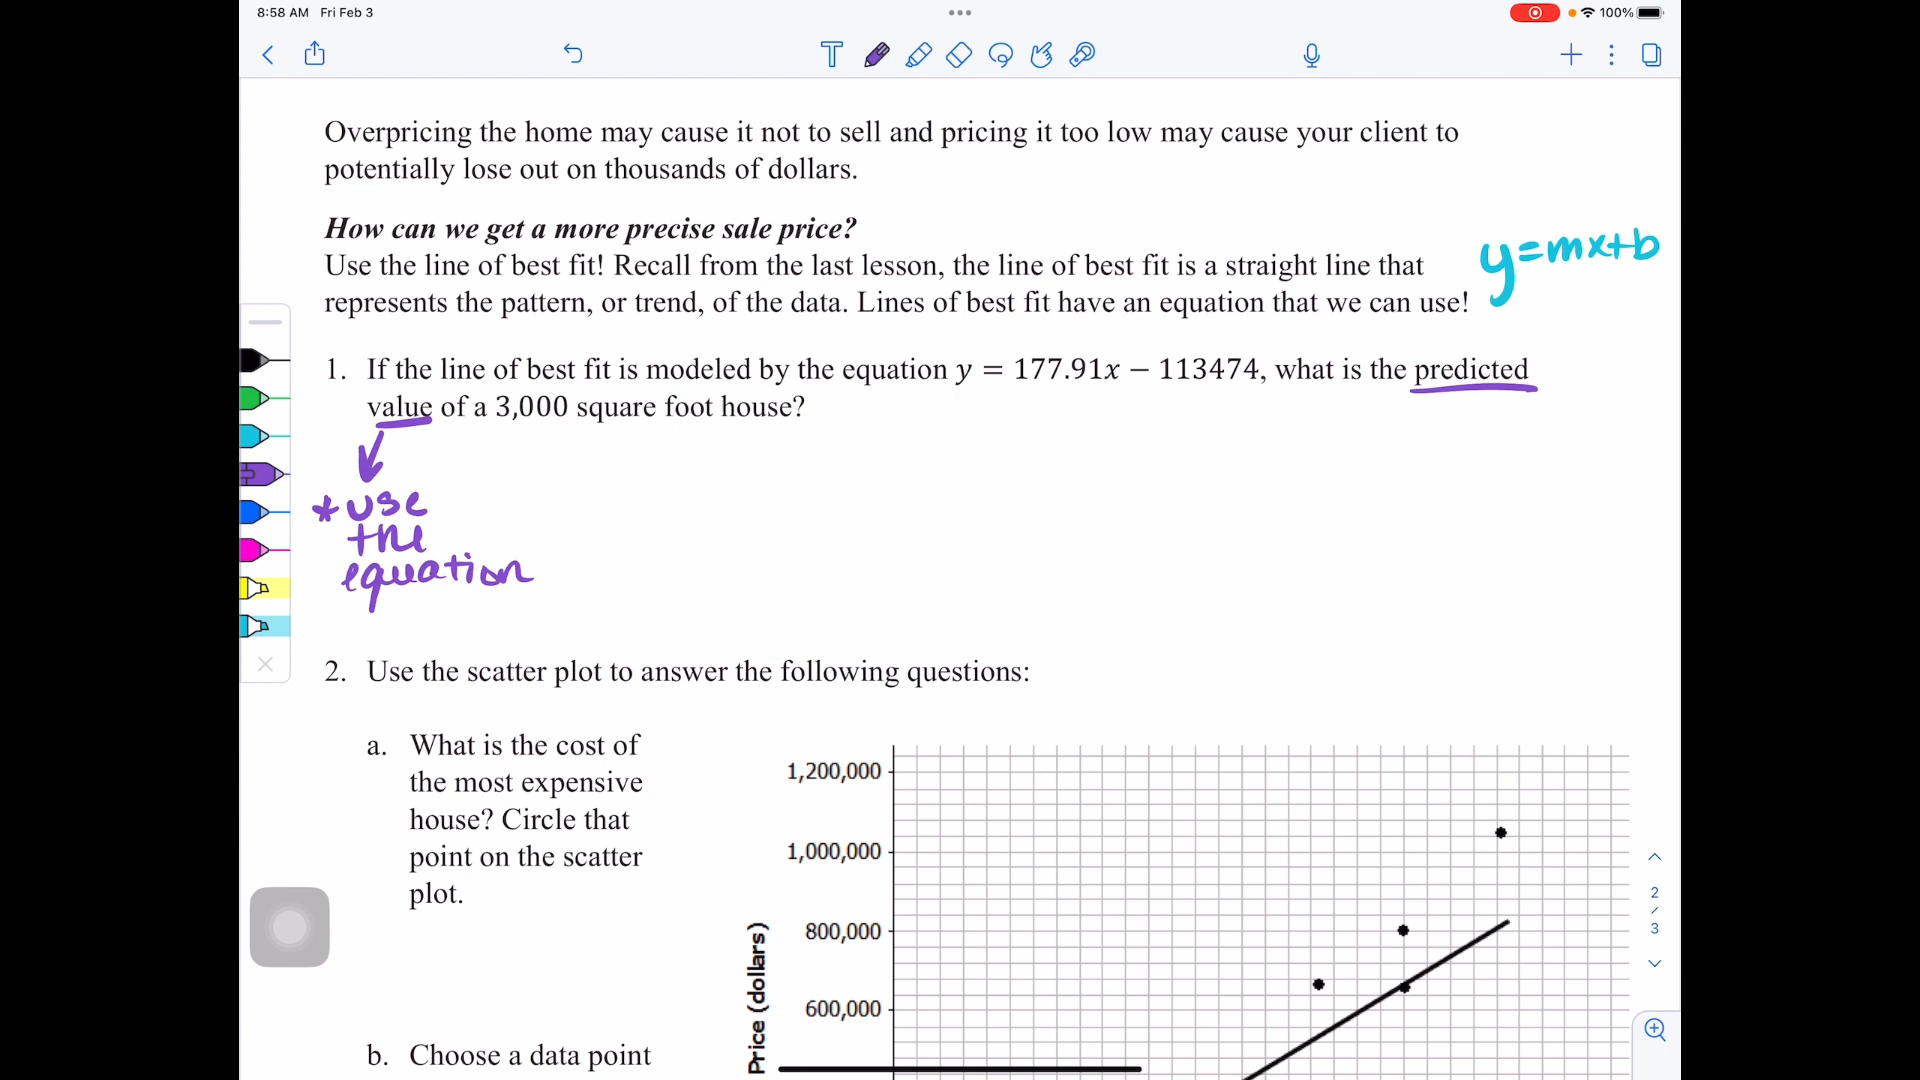 8:58 AM Fri Feb 3
100%
Overpricing the home may cause it not to sell and pricing it too low may cause your client to
potentially lose out on thousands of dollars.
How can we get a more precise sale price?
Use the line of best fit! Recall from the last lesson, the line of best fit is a straight line that
represents the pattern, or trend, of the data. Lines of best fit have an equation that we can use!
y=mx+b
1. If the line of best fit is modeled by the equation y = 177.91x − 113474, what is the predicted
value of a 3,000 square foot house?
*use
the
equation
2. Use the scatter plot to answer the following questions:
a. What is the cost of
the most expensive
house? Circle that
point on the scatter
plot.
b. Choose a data point
1,200,000
1,000,000
800,000
600,000
Price (dollars)
2
/
3